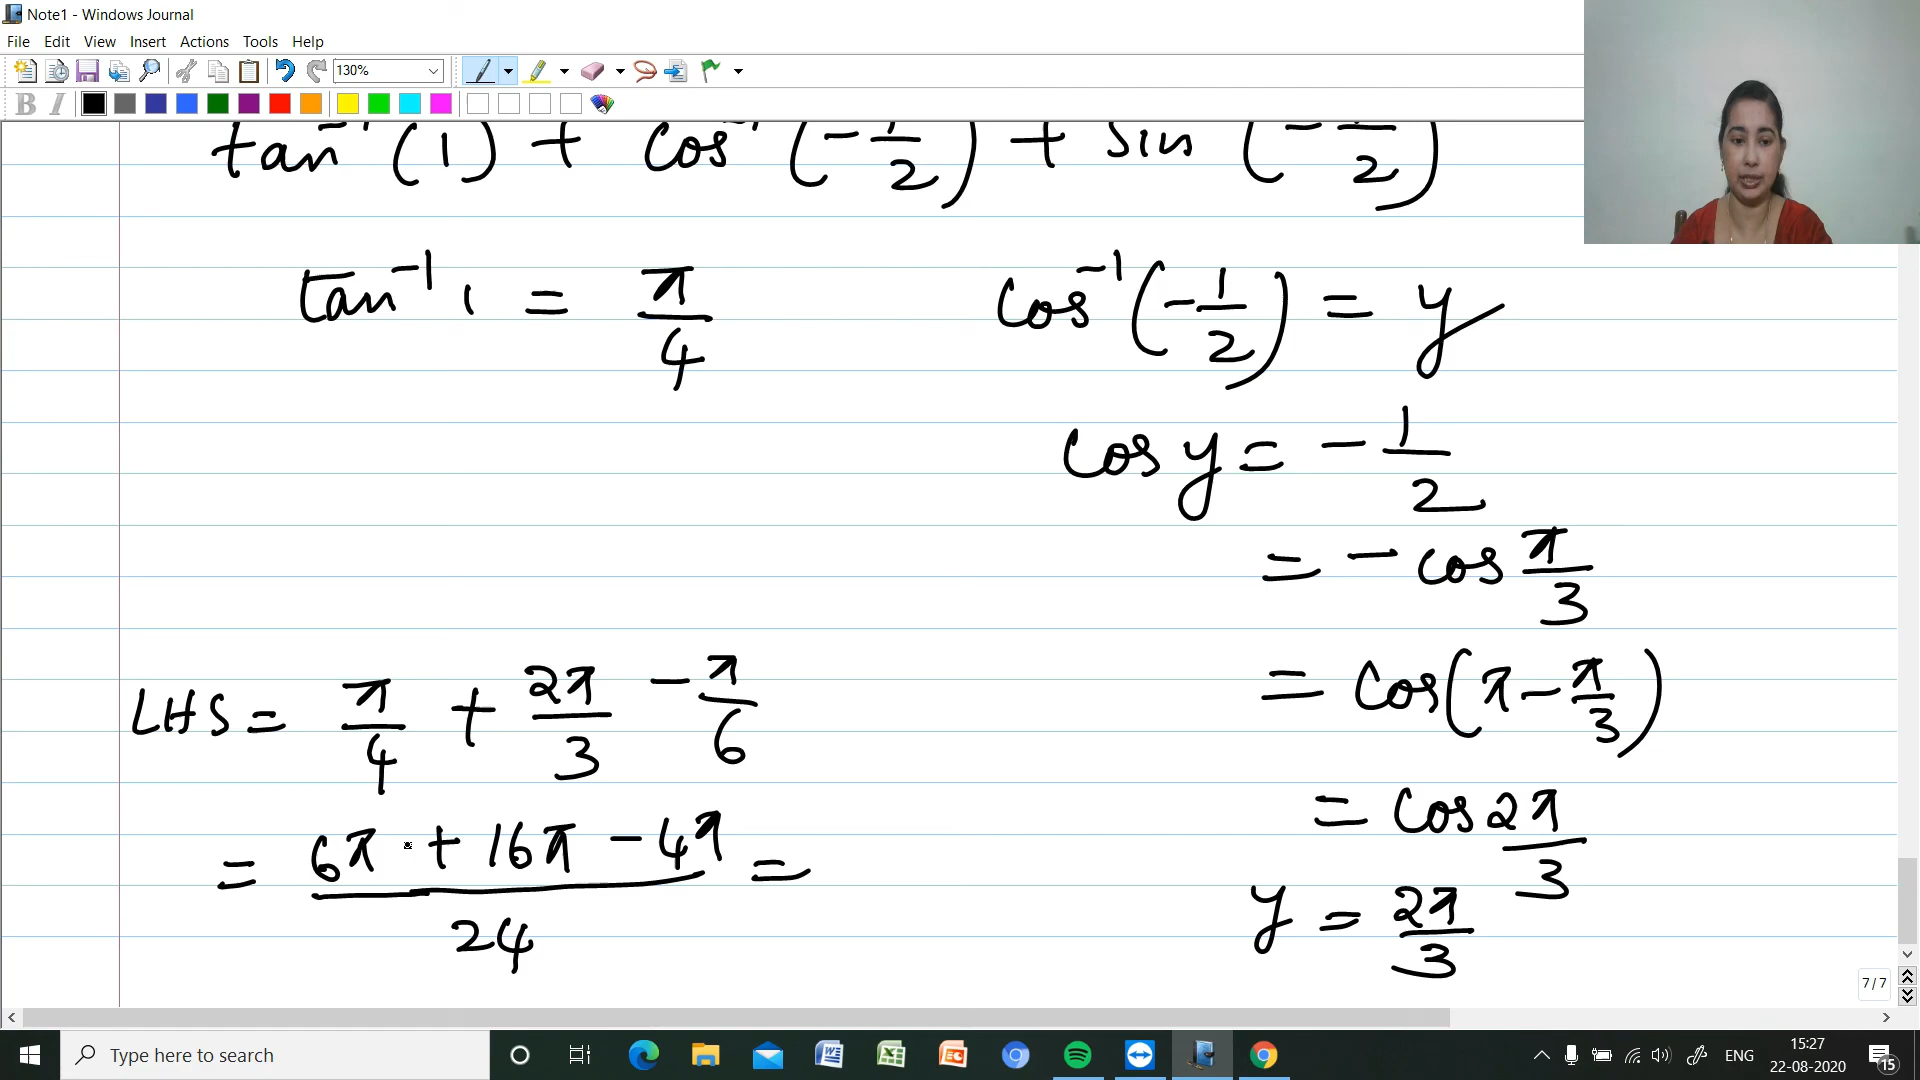 Note1 - Windows Journal
File Edit View Insert Actions Tools Help
130%
B I
tan⁻¹ (1) + cos⁻¹ (-1/2) + sin (-1/2)
tan⁻¹ 1 = π/4
cos⁻¹(-1/2) = y
cos y = -1/2
= - cos π/3
= cos(π - π/3)
= cos 2π/3
y = 2π/3
LHS = π/4 + 2π/3 - π/6
= 6π + 16π - 4π / 24 =
7 / 7
Type here to search
ENG
15:27
22-08-2020
15